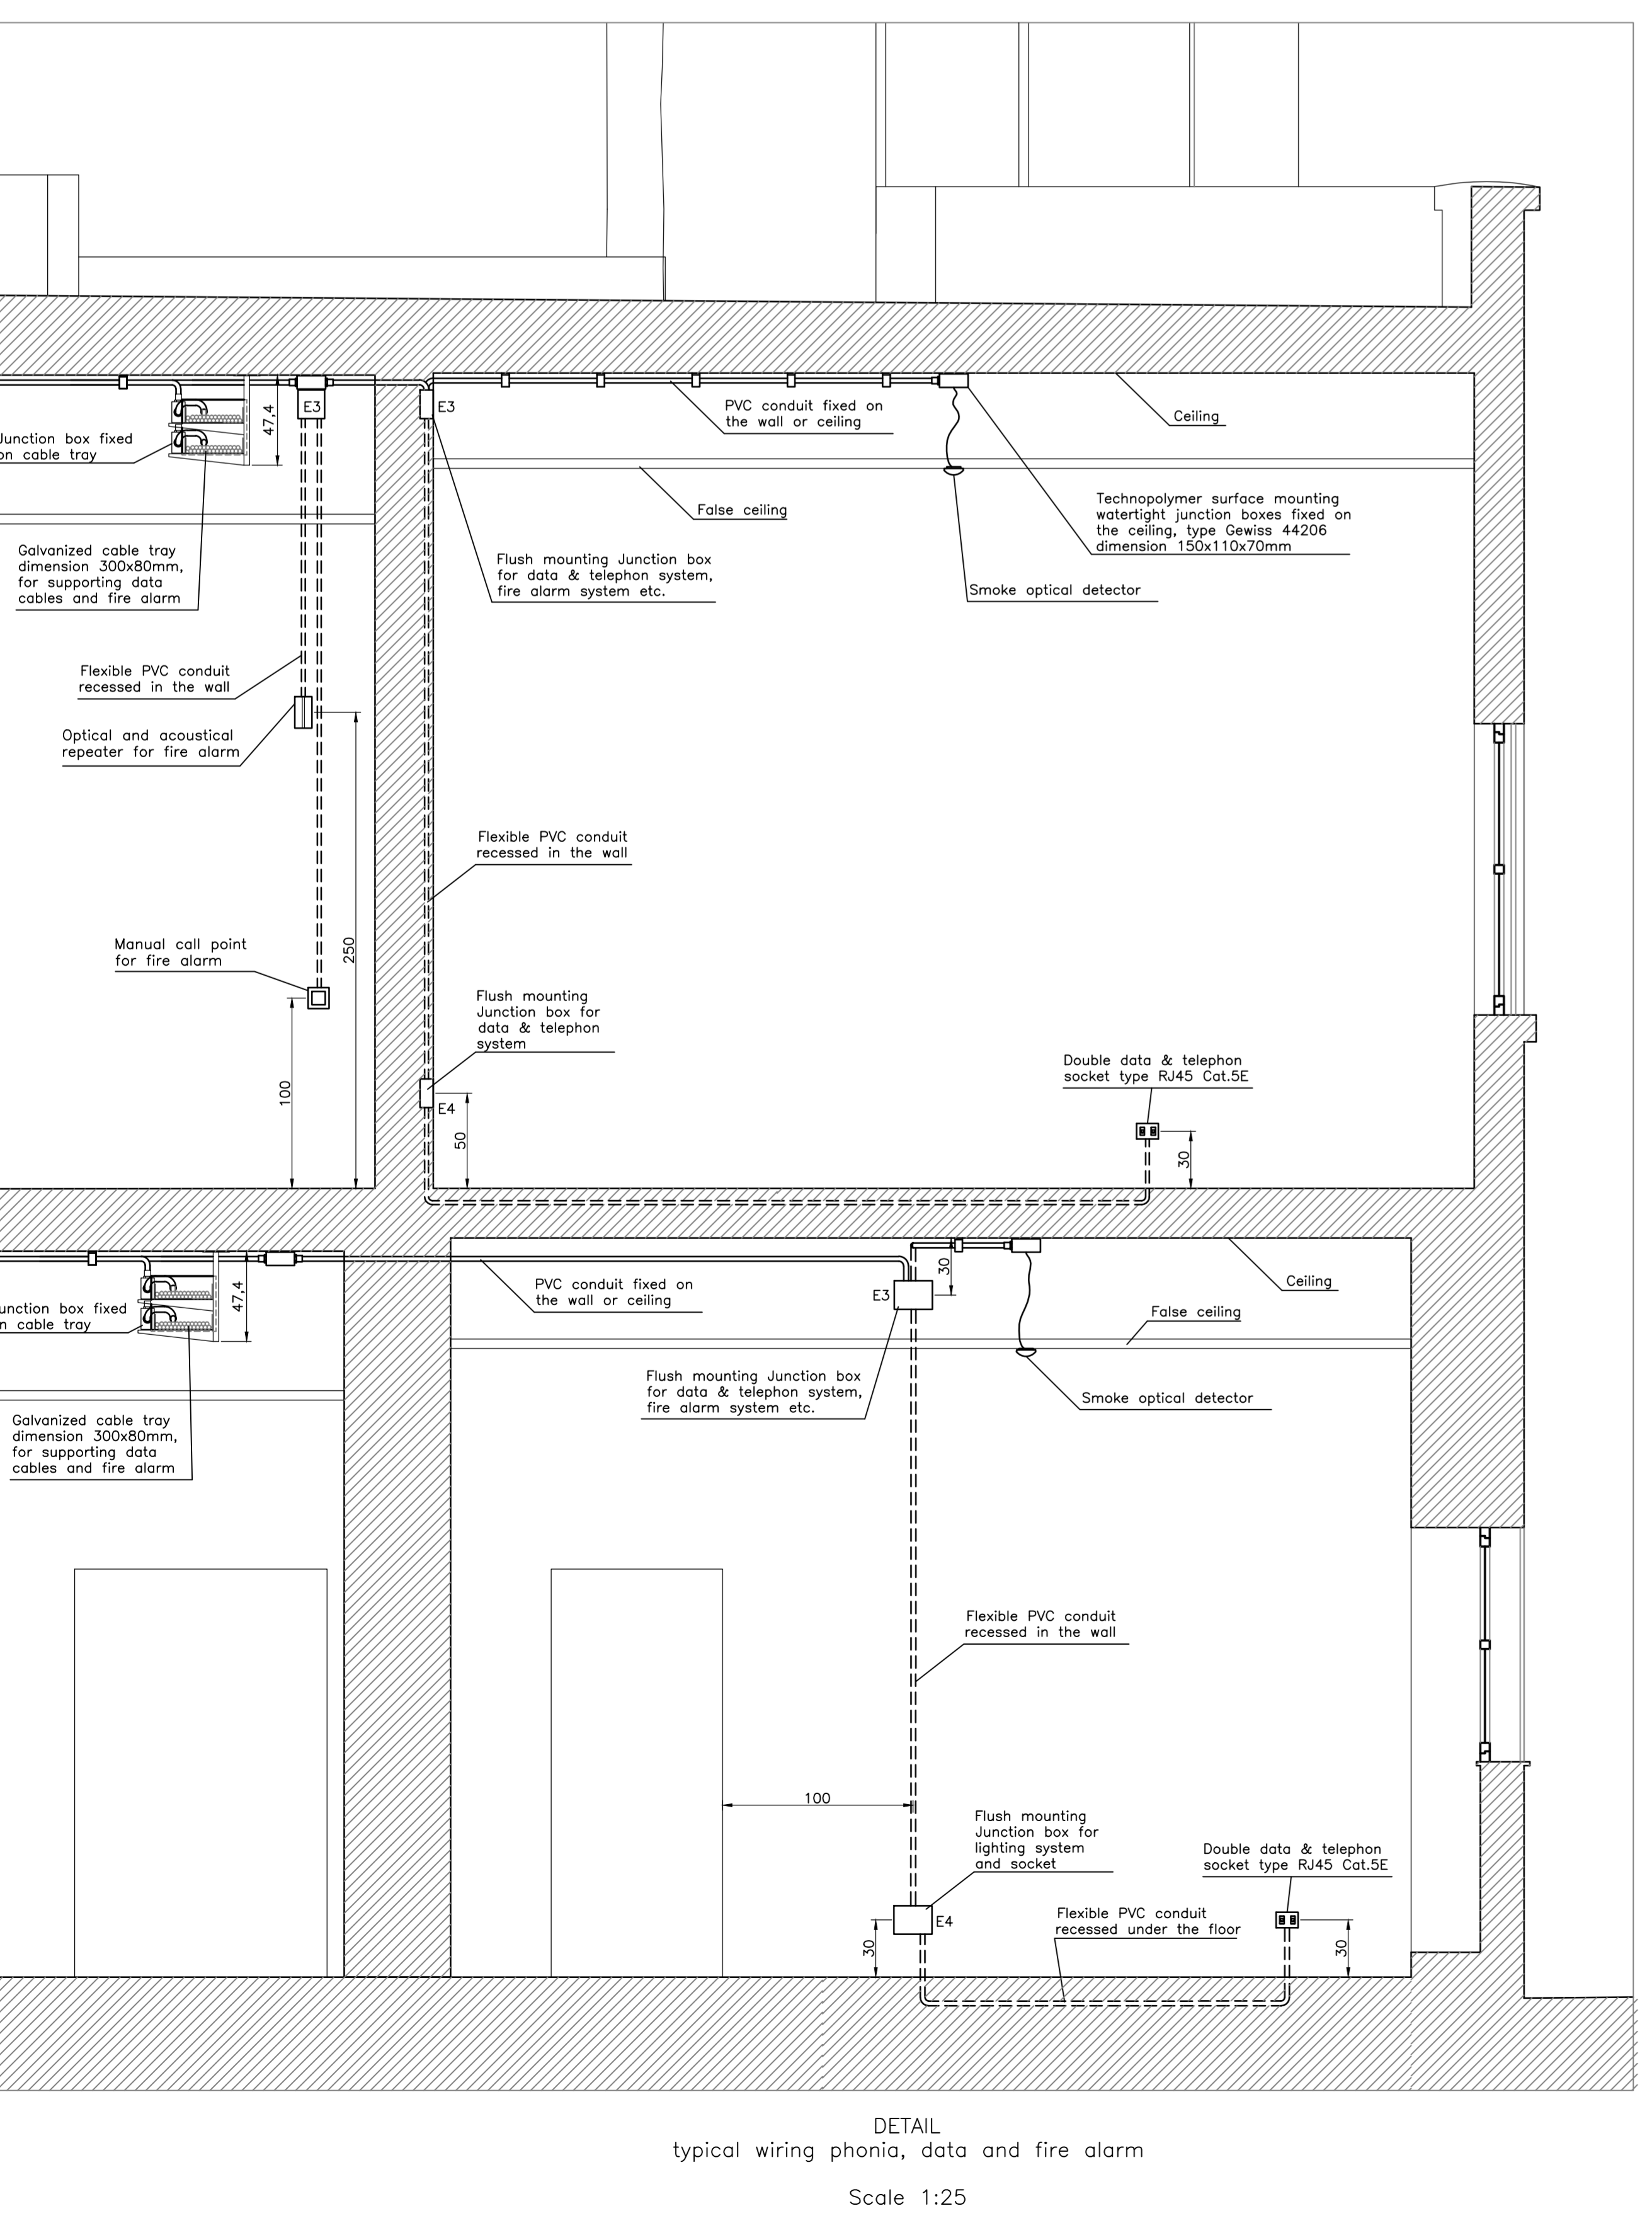 E3
E3
47,4
PVC conduit fixed on
the wall or ceiling
Ceiling
Junction box fixed
on cable tray
False ceiling
Technopolymer surface mounting
watertight junction boxes fixed on
the ceiling, type Gewiss 44206
dimension 150x110x70mm
Galvanized cable tray
dimension 300x80mm,
for supporting data
cables and fire alarm
Flush mounting Junction box
for data & telephon system,
fire alarm system etc.
Smoke optical detector
Flexible PVC conduit
recessed in the wall
Optical and acoustical
repeater for fire alarm
Flexible PVC conduit
recessed in the wall
250
Manual call point
for fire alarm
Flush mounting
Junction box for
data & telephon
system
Double data & telephon
socket type RJ45 Cat.5E
100
E4
50
30
30
47,4
PVC conduit fixed on
the wall or ceiling
E3
Ceiling
unction box fixed
n cable tray
False ceiling
Flush mounting Junction box
for data & telephon system,
fire alarm system etc.
Smoke optical detector
Galvanized cable tray
dimension 300x80mm,
for supporting data
cables and fire alarm
Flexible PVC conduit
recessed in the wall
100
Flush mounting
Junction box for
lighting system
and socket
Double data & telephon
socket type RJ45 Cat.5E
E4
Flexible PVC conduit
recessed under the floor
30
30
DETAIL
typical wiring phonia, data and fire alarm
Scale 1:25